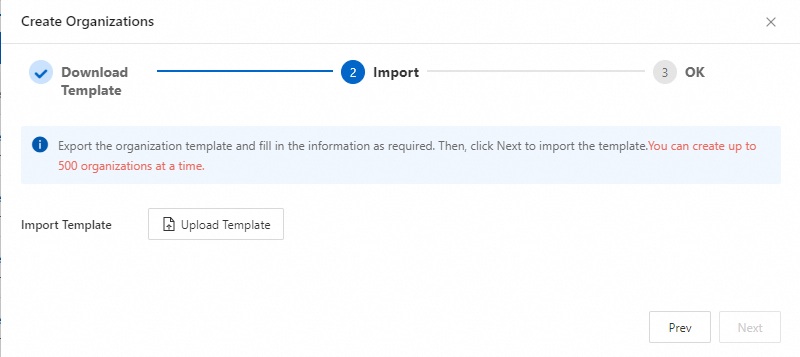 Create Organizations
Download
Template
2
Import
3
OK
Export the organization template and fill in the information as required. Then, click Next to import the template.You can create up to
500 organizations at a time.
Import Template
Upload Template
Prev
Next